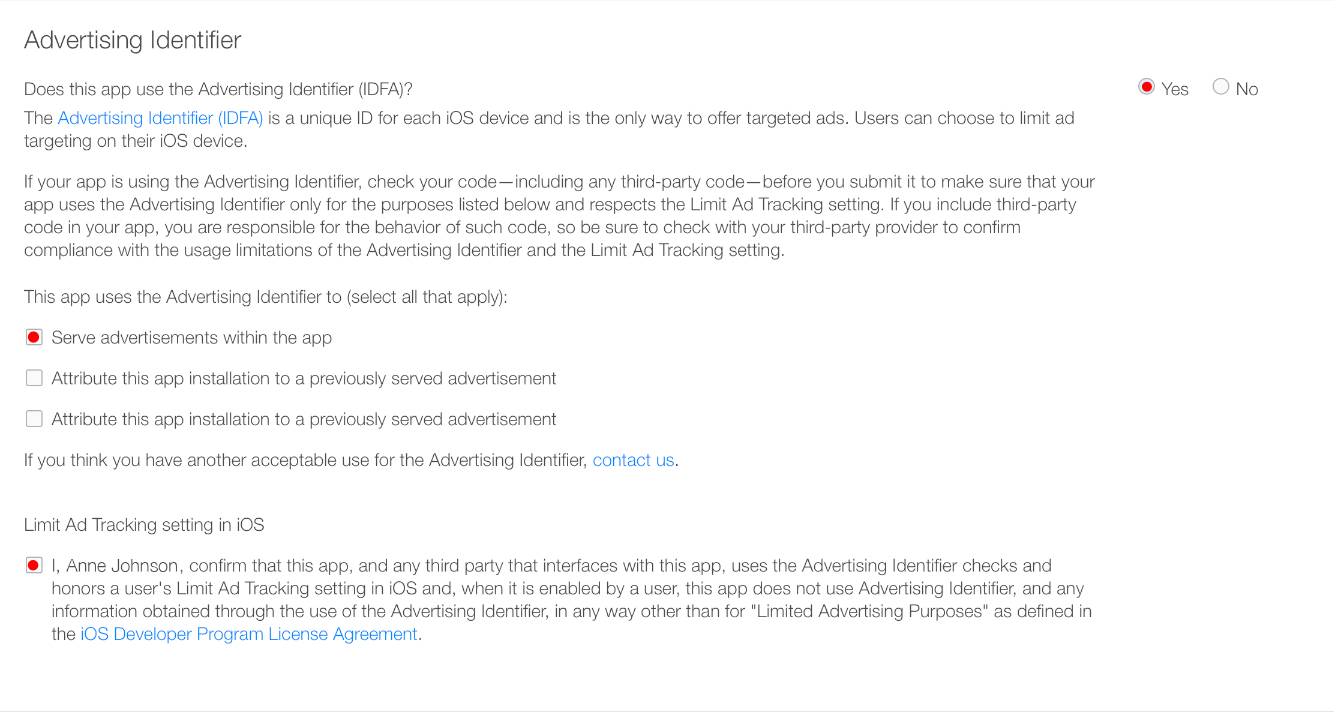 Advertising Identifier
Does this app use the Advertising Identifier (IDFA)?
Yes No
The Advertising Identifier (IDFA) is a unique ID for each iOS device and is the only way to offer targeted ads. Users can choose to limit ad
targeting on their iOS device.
If your app is using the Advertising Identifier, check your code—including any third-party code—before you submit it to make sure that your
app uses the Advertising Identifier only for the purposes listed below and respects the Limit Ad Tracking setting. If you include third-party
code in your app, you are responsible for the behavior of such code, so be sure to check with your third-party provider to confirm
compliance with the usage limitations of the Advertising Identifier and the Limit Ad Tracking setting.
This app uses the Advertising Identifier to (select all that apply):
Serve advertisements within the app
Attribute this app installation to a previously served advertisement
Attribute this app installation to a previously served advertisement
If you think you have another acceptable use for the Advertising Identifier, contact us.
Limit Ad Tracking setting in iOS
I, Anne Johnson, confirm that this app, and any third party that interfaces with this app, uses the Advertising Identifier checks and
honors a user's Limit Ad Tracking setting in iOS and, when it is enabled by a user, this app does not use Advertising Identifier, and any
information obtained through the use of the Advertising Identifier, in any way other than for "Limited Advertising Purposes" as defined in
the iOS Developer Program License Agreement.